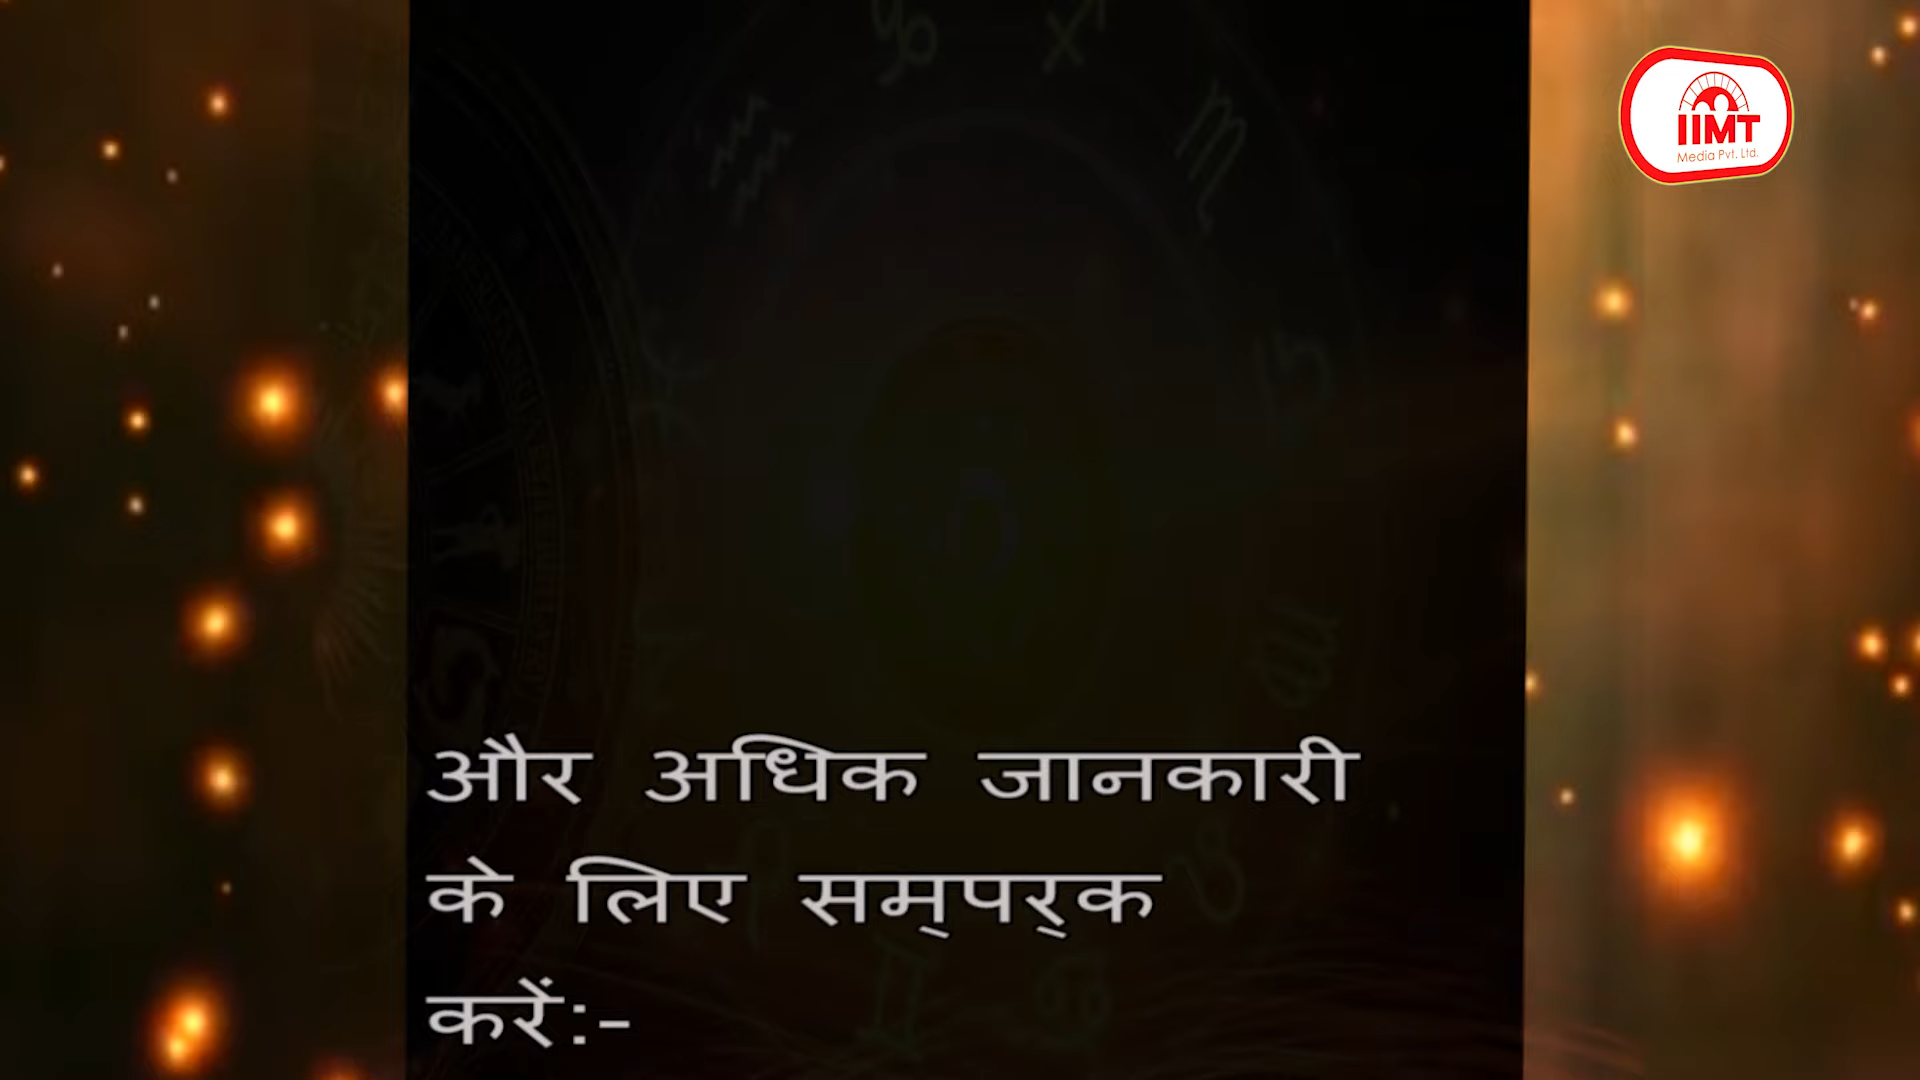 IIMT
Media Pvt. Ltd.
और अधिक जानकारी
के लिए सम्‌पर्‌क
करें:-